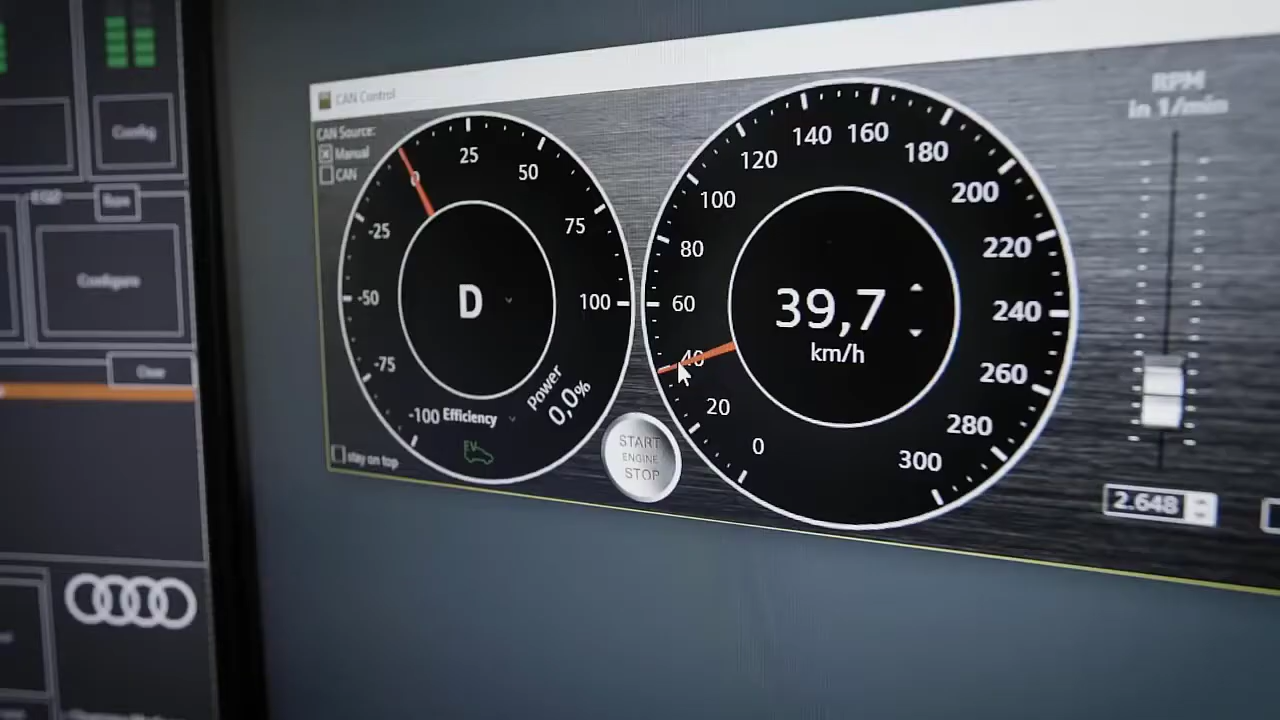 Config
Configure
Clear
CAN Control
CAN Source:
Manual
CAN
0
25
50
75
100
-25
-50
-75
-100
D
Efficiency
Power
0,0%
EV
stay on top
START
ENGINE
STOP
0
20
40
60
80
100
120
140
160
180
200
220
240
260
280
300
39,7
km/h
RPM
in 1/min
2.648